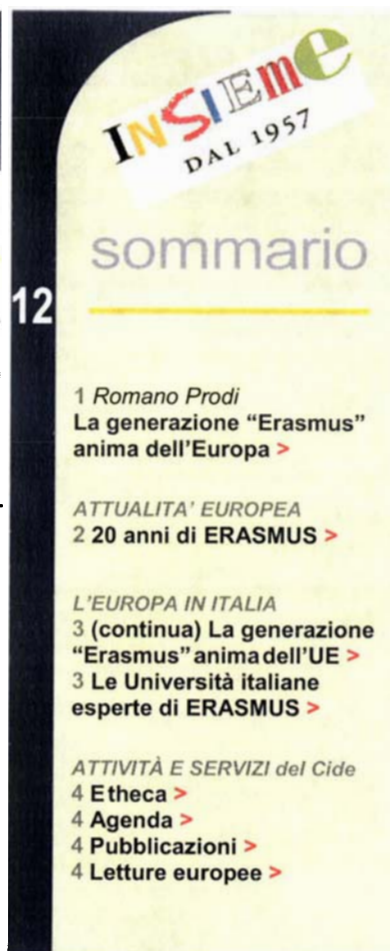 INSIEME
DAL 1957
sommario
12
1 Romano Prodi
La generazione “Erasmus”
anima dell’Europa >
ATTUALITA’ EUROPEA
2 20 anni di ERASMUS >
L’EUROPA IN ITALIA
3 (continua) La generazione
“Erasmus” anima dell’UE >
3 Le Università italiane
esperte di ERASMUS >
ATTIVITÀ E SERVIZI del Cide
4 Etheca >
4 Agenda >
4 Pubblicazioni >
4 Letture europee >